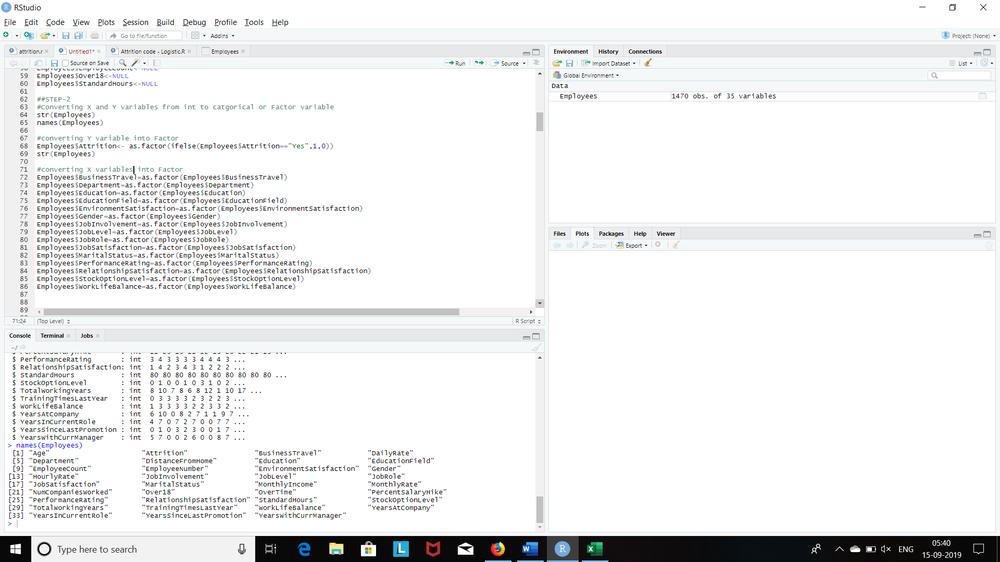 RStudio
File Edit Code View Plots Session Build Debug Profile Tools Help
Go to file/function Addins Project: (None)
attrition.r Untitled1* Attrition code - Logistic.R Employees
Source on Save Run Source
58 Employees$EmployeeCount<-NULL
59 Employees$Over18<-NULL
60 Employees$StandardHours<-NULL
61
62 ##STEP-2
63 #Converting X and Y variables from int to catgorical or Factor variable
64 str(Employees)
65 names(Employees)
66
67 #converting Y variable into Factor
68 Employees$Attrition<- as.factor(ifelse(Employees$Attrition=="Yes",1,0))
69 str(Employees)
70
71 #converting X variables into Factor
72 Employees$BusinessTravel=as.factor(Employees$BusinessTravel)
73 Employees$Department=as.factor(Employees$Department)
74 Employees$Education=as.factor(Employees$Education)
75 Employees$EducationField=as.factor(Employees$EducationField)
76 Employees$EnvironmentSatisfaction=as.factor(Employees$EnvironmentSatisfaction)
77 Employees$Gender=as.factor(Employees$Gender)
78 Employees$JobInvolvement=as.factor(Employees$JobInvolvement)
79 Employees$JobLevel=as.factor(Employees$JobLevel)
80 Employees$JobRole=as.factor(Employees$JobRole)
81 Employees$JobSatisfaction=as.factor(Employees$JobSatisfaction)
82 Employees$MaritalStatus=as.factor(Employees$MaritalStatus)
83 Employees$PerformanceRating=as.factor(Employees$PerformanceRating)
84 Employees$RelationshipSatisfaction=as.factor(Employees$RelationshipSatisfaction)
85 Employees$StockOptionLevel=as.factor(Employees$StockOptionLevel)
86 Employees$WorkLifeBalance=as.factor(Employees$WorkLifeBalance)
87
88
89
71:24 (Top Level) R Script
Console Terminal Jobs
~/
$ PercentSalaryHike : int 11 23 15 11 12 13 20 22 21 13 ...
$ PerformanceRating : int 3 4 3 3 3 3 4 4 4 3 ...
$ RelationshipSatisfaction: int 1 4 2 3 4 3 1 2 2 2 ...
$ StandardHours : int 80 80 80 80 80 80 80 80 80 80 ...
$ StockOptionLevel : int 0 1 0 0 1 0 3 1 0 2 ...
$ TotalWorkingYears : int 8 10 7 8 6 8 12 1 10 17 ...
$ TrainingTimesLastYear : int 0 3 3 3 3 2 3 2 2 3 ...
$ WorkLifeBalance : int 1 3 3 3 3 2 2 3 3 2 ...
$ YearsAtCompany : int 6 10 0 8 2 7 1 1 9 7 ...
$ YearsInCurrentRole : int 4 7 0 7 2 7 0 0 7 7 ...
$ YearsSinceLastPromotion : int 0 1 0 3 2 3 0 0 1 7 ...
$ YearsWithCurrManager : int 5 7 0 0 2 6 0 0 8 7 ...
> names(Employees)
[1] "Age" "Attrition" "BusinessTravel" "DailyRate"
[5] "Department" "DistanceFromHome" "Education" "EducationField"
[9] "EmployeeCount" "EmployeeNumber" "EnvironmentSatisfaction" "Gender"
[13] "HourlyRate" "JobInvolvement" "JobLevel" "JobRole"
[17] "JobSatisfaction" "MaritalStatus" "MonthlyIncome" "MonthlyRate"
[21] "NumCompaniesWorked" "Over18" "OverTime" "PercentSalaryHike"
[25] "PerformanceRating" "RelationshipSatisfaction" "StandardHours" "StockOptionLevel"
[29] "TotalWorkingYears" "TrainingTimesLastYear" "WorkLifeBalance" "YearsAtCompany"
[33] "YearsInCurrentRole" "YearsSinceLastPromotion" "YearsWithCurrManager"
>
Environment History Connections
Import Dataset List
Global Environment
Data
Employees 1470 obs. of 35 variables
Files Plots Packages Help Viewer
Zoom Export
Type here to search
ENG
05:40
15-09-2019